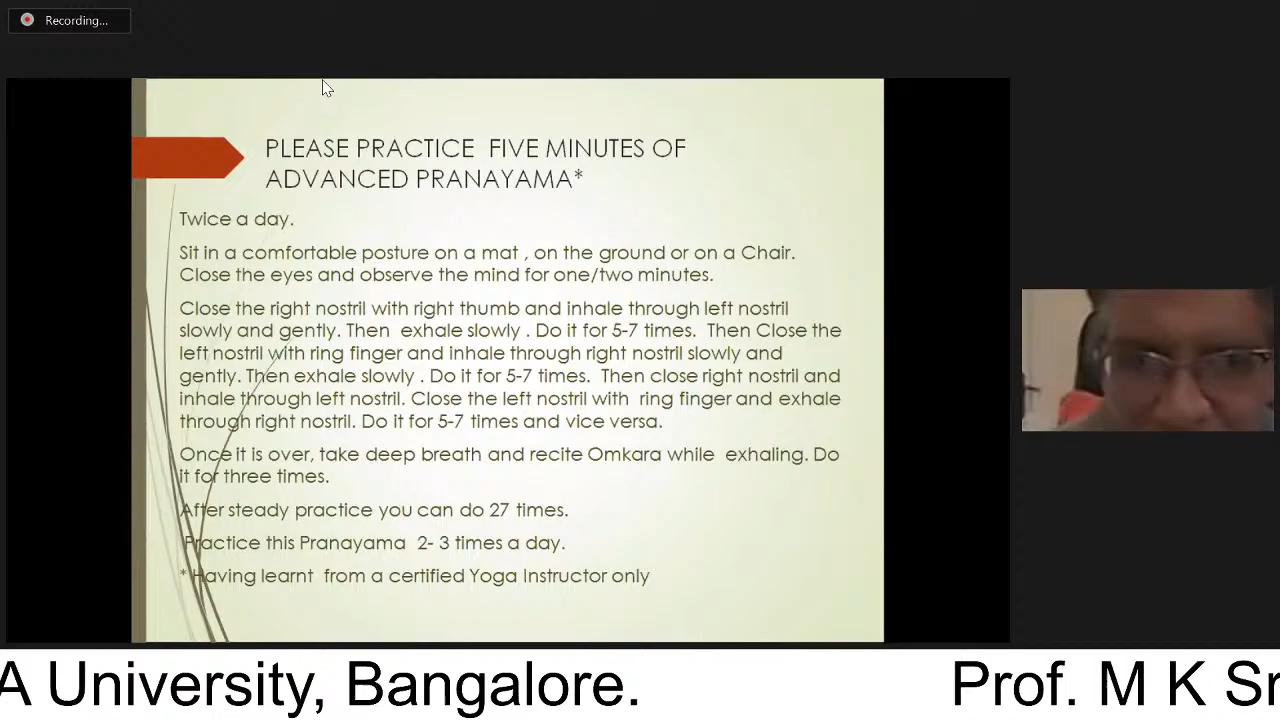 Recording...
PLEASE PRACTICE  FIVE MINUTES OF
ADVANCED PRANAYAMA*
Twice a day.
Sit in a comfortable posture on a mat , on the ground or on a Chair.
Close the eyes and observe the mind for one/two minutes.
Close the right nostril with right thumb and inhale through left nostril
slowly and gently. Then  exhale slowly . Do it for 5-7 times.  Then Close the
left nostril with ring finger and inhale through right nostril slowly and
gently. Then exhale slowly . Do it for 5-7 times.  Then close right nostril and
inhale through left nostril. Close the left nostril with  ring finger and exhale
through right nostril. Do it for 5-7 times and vice versa.
Once it is over, take deep breath and recite Omkara while  exhaling. Do
it for three times.
After steady practice you can do 27 times.
Practice this Pranayama  2- 3 times a day.
* Having learnt  from a certified Yoga Instructor only
A University, Bangalore. Prof. M K Sr